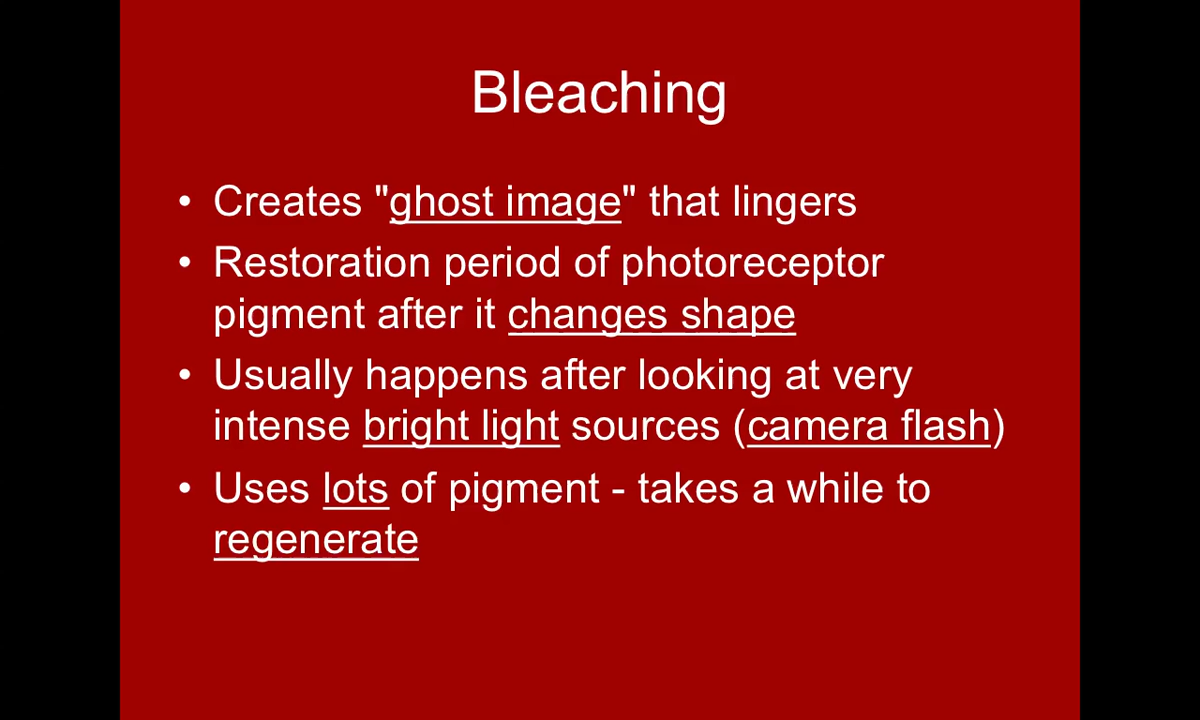 Bleaching
• Creates "ghost image" that lingers
• Restoration period of photoreceptor
pigment after it changes shape
• Usually happens after looking at very
intense bright light sources (camera flash)
• Uses lots of pigment - takes a while to
regenerate